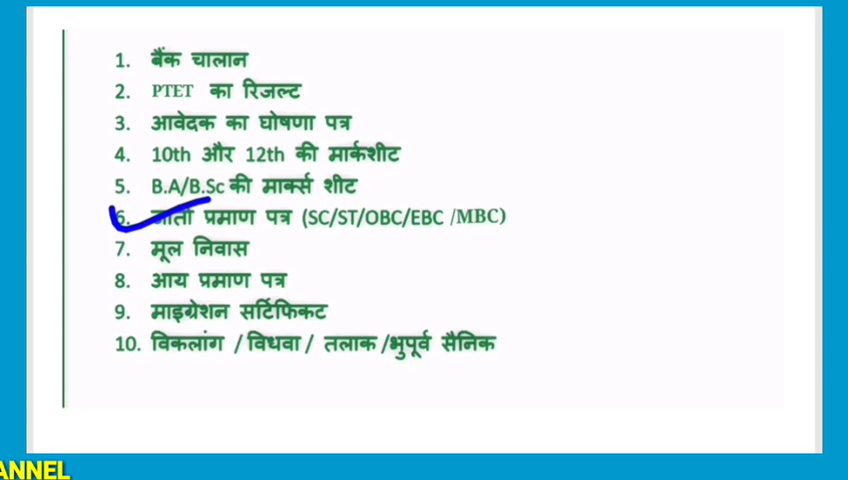 1. बैंक चालान
2. PTET का रिजल्ट
3. आवेदक का घोषणा पत्र
4. 10th और 12th की मार्कशीट
5. B.A/B.Sc की मार्क्स शीट
6. जाती प्रमाण पत्र (SC/ST/OBC/EBC /MBC)
7. मूल निवास
8. आय प्रमाण पत्र
9. माइग्रेशन सर्टिफिकट
10. विकलांग / विधवा / तलाक /भुपूर्व सैनिक
ANNEL